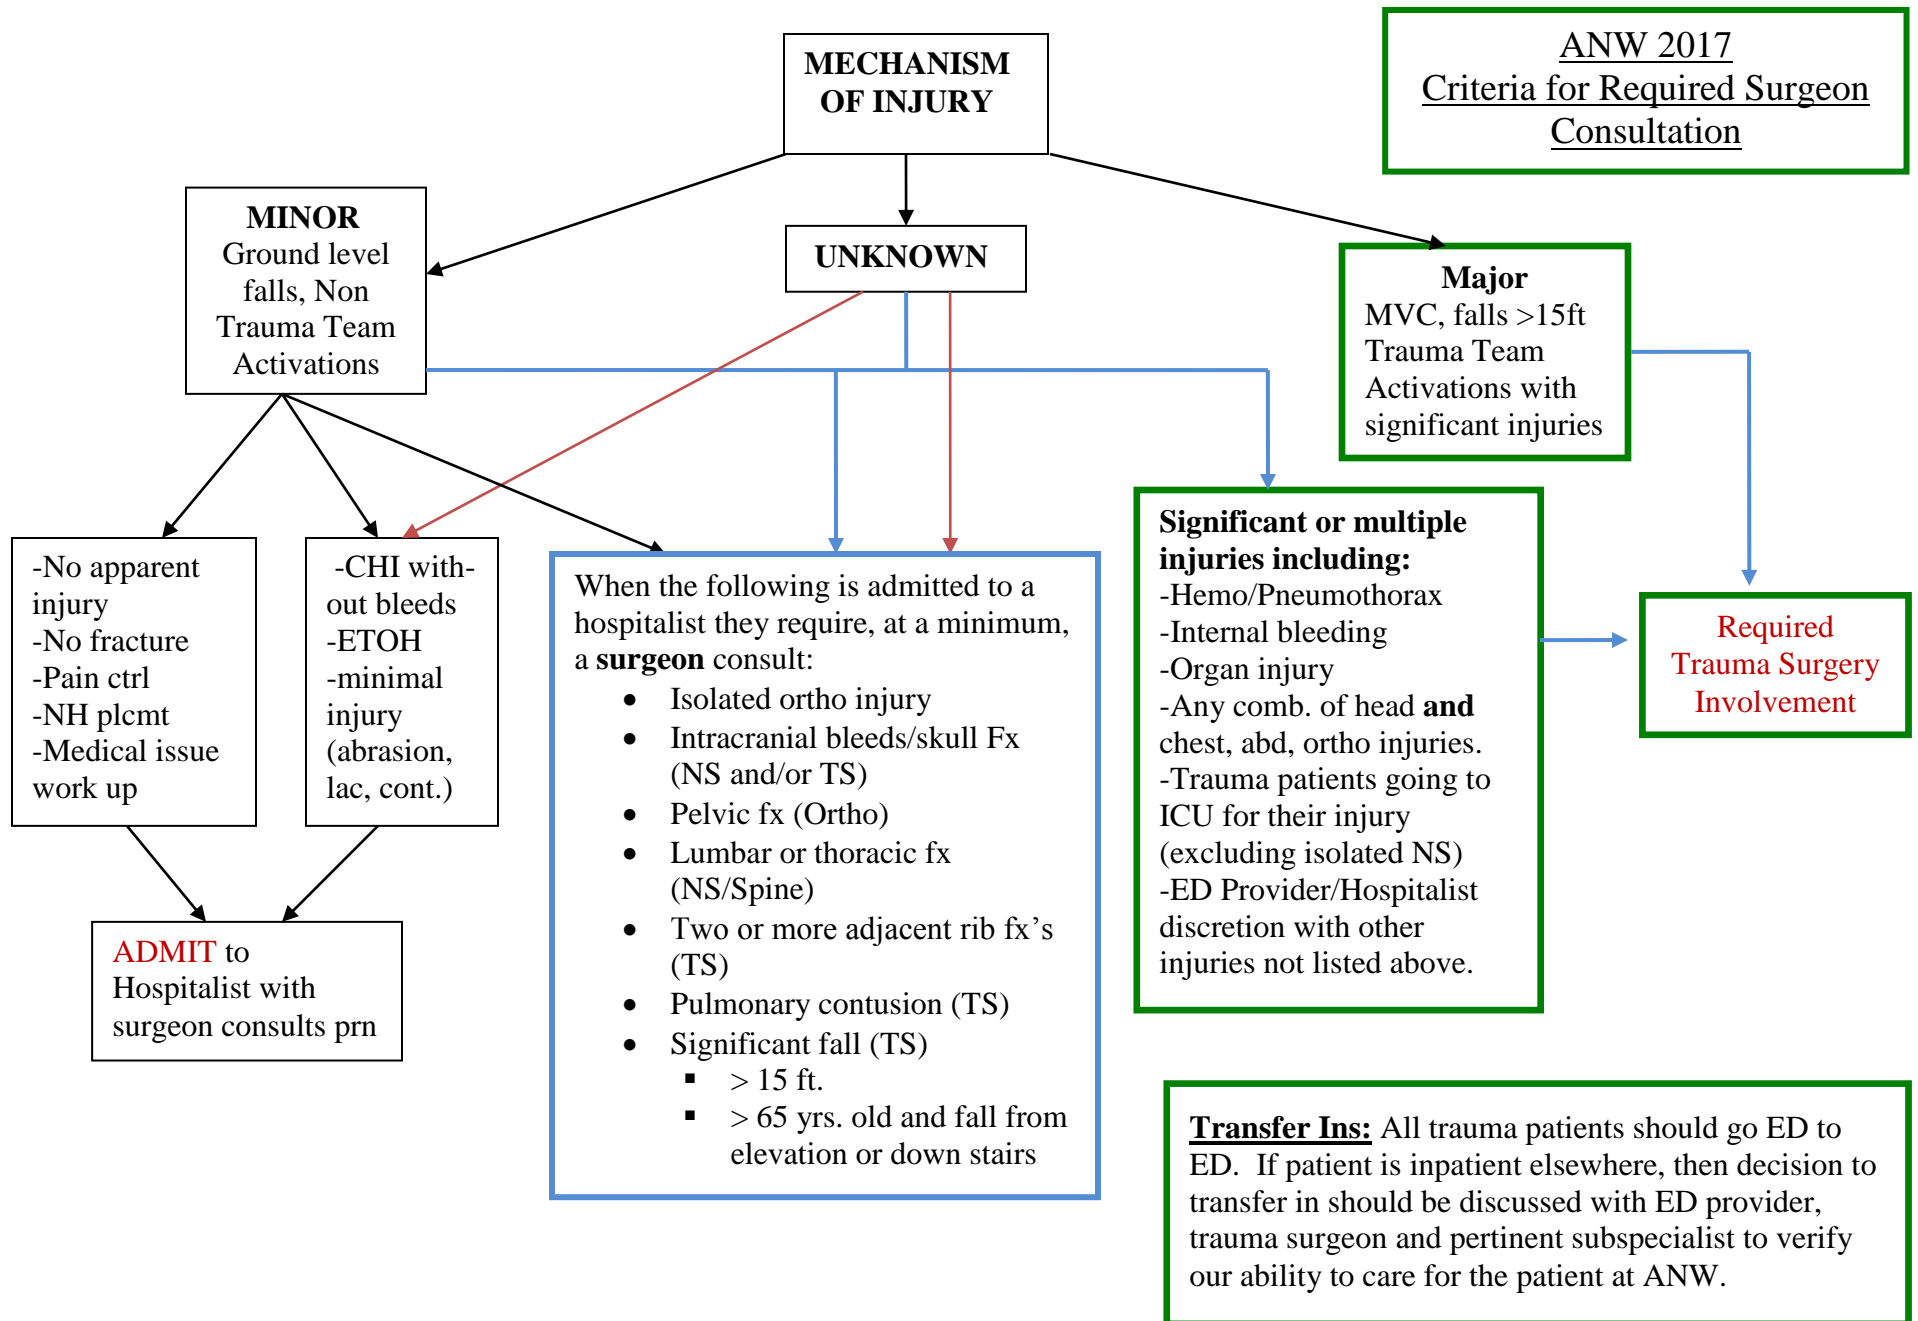 ANW 2017
Criteria for Required Surgeon
Consultation
MECHANISM
OF INJURY
MINOR
Ground level
falls, Non
Trauma Team
Activations
UNKNOWN
Major
MVC, falls >15ft
Trauma Team
Activations with
significant injuries
-No apparent
injury
-No fracture
-Pain ctrl
-NH plcmt
-Medical issue
work up
-CHI with-
out bleeds
-ETOH
-minimal
injury
(abrasion,
lac, cont.)
When the following is admitted to a
hospitalist they require, at a minimum,
a surgeon consult:
• Isolated ortho injury
• Intracranial bleeds/skull Fx
(NS and/or TS)
• Pelvic fx (Ortho)
• Lumbar or thoracic fx
(NS/Spine)
• Two or more adjacent rib fx’s
(TS)
• Pulmonary contusion (TS)
• Significant fall (TS)
▪ > 15 ft.
▪ > 65 yrs. old and fall from
elevation or down stairs
Significant or multiple
injuries including:
-Hemo/Pneumothorax
-Internal bleeding
-Organ injury
-Any comb. of head and
chest, abd, ortho injuries.
-Trauma patients going to
ICU for their injury
(excluding isolated NS)
-ED Provider/Hospitalist
discretion with other
injuries not listed above.
Required
Trauma Surgery
Involvement
ADMIT to
Hospitalist with
surgeon consults prn
Transfer Ins: All trauma patients should go ED to
ED. If patient is inpatient elsewhere, then decision to
transfer in should be discussed with ED provider,
trauma surgeon and pertinent subspecialist to verify
our ability to care for the patient at ANW.